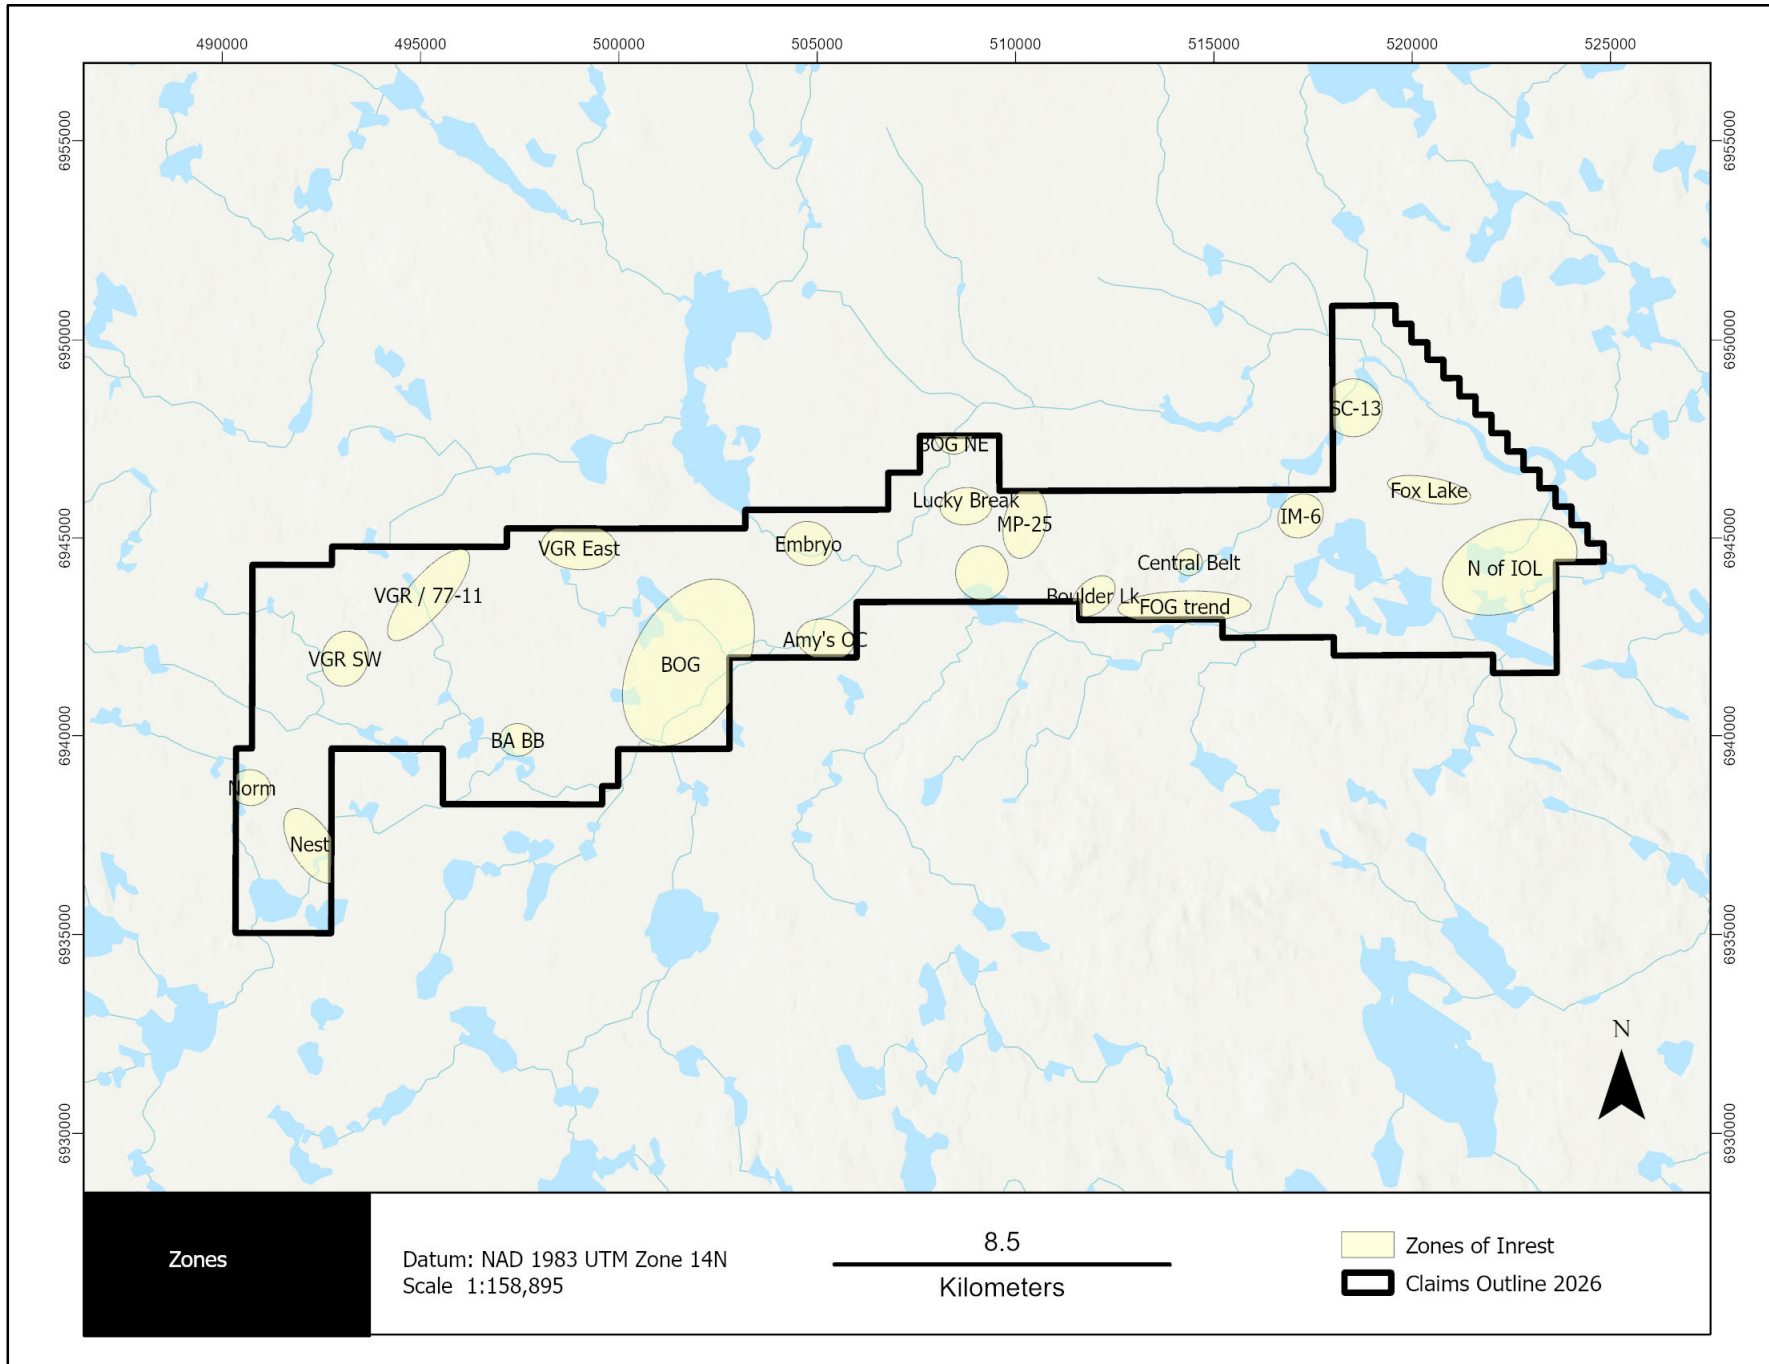 490000
495000
500000
505000
510000
515000
520000
525000
6955000
6955000
6950000
6950000
SC-13
BOG NE
Fox Lake
Lucky Break
IM-6
MP-25
6945000
6945000
VGR East
Embryo
Central Belt
N of IOL
VGR / 77-11
Boulder Lk
FOG trend
Amy's OC
VGR SW
BOG
6940000
6940000
BA BB
Norm
Nest
6935000
6935000
N
6930000
6930000
Zones
Datum: NAD 1983 UTM Zone 14N
Scale 1:158,895
8.5
Kilometers
Zones of Inrest
Claims Outline 2026